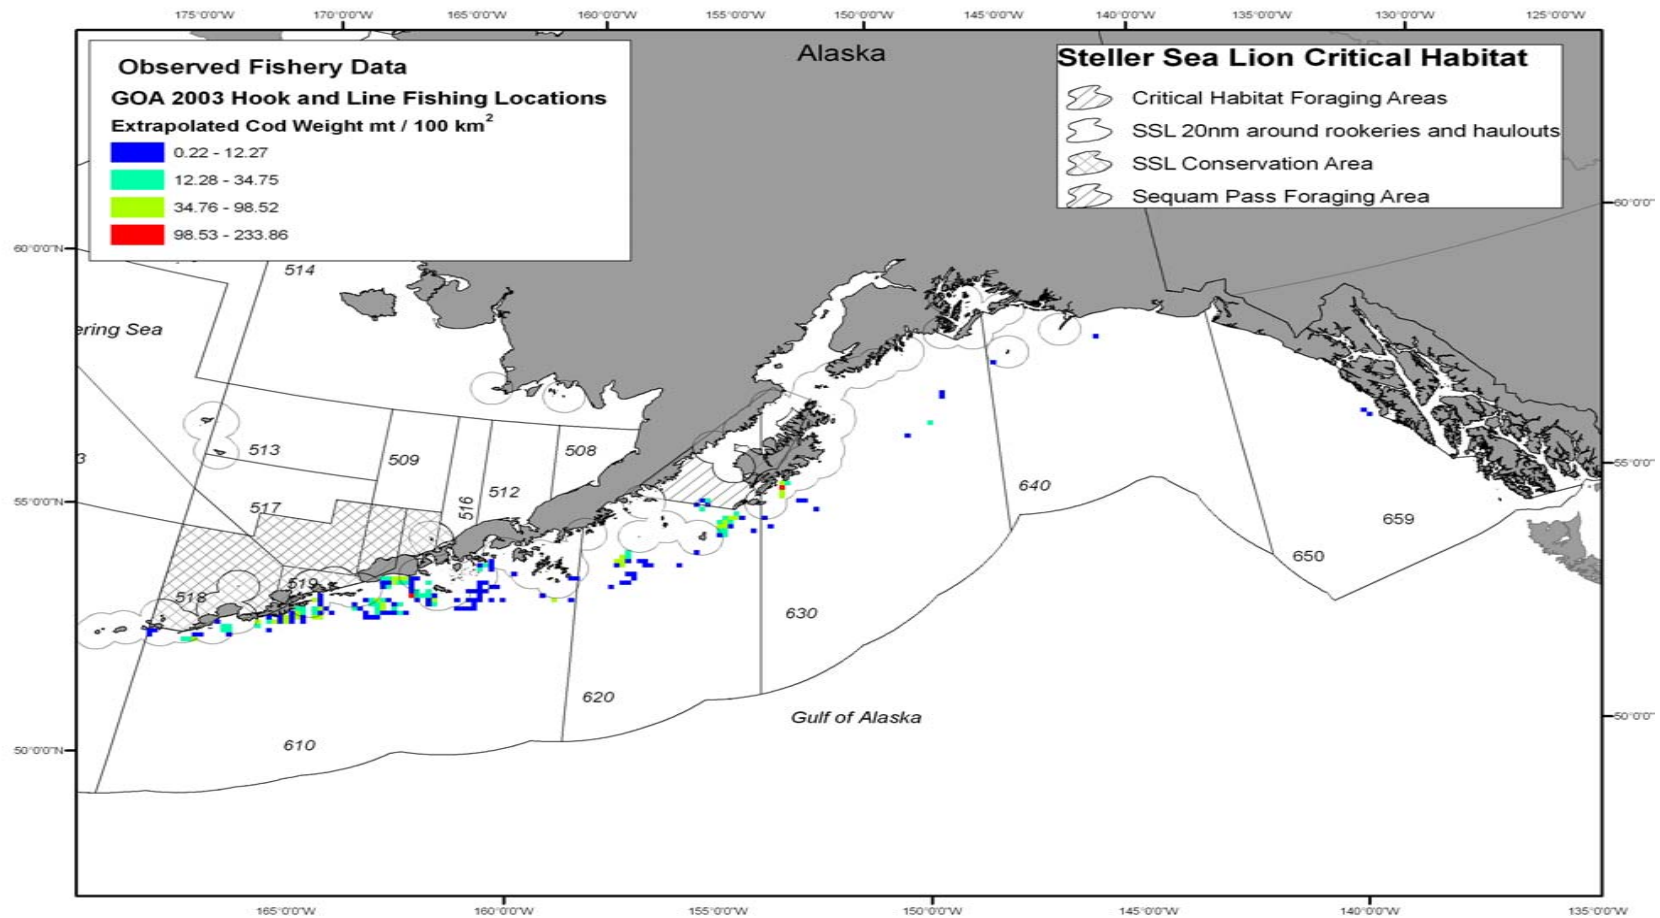 175°0'0"W 170°0'0"W 165°0'0"W 160°0'0"W 155°0'0"W 150°0'0"W 145°0'0"W 140°0'0"W 135°0'0"W 130°0'0"W 125°0'0"W
Alaska
Observed Fishery Data
GOA 2003 Hook and Line Fishing Locations
Extrapolated Cod Weight mt / 100 km²
0.22 - 12.27
12.28 - 34.75
34.76 - 98.52
98.53 - 233.86
Steller Sea Lion Critical Habitat
Critical Habitat Foraging Areas
SSL 20nm around rookeries and haulouts
SSL Conservation Area
Sequam Pass Foraging Area
60°0'0"N
60°0'0"
514
ering Sea
513
509
508
3
516
512
517
55°0'0"N
55°0'0"
640
659
650
519
518
630
620
Gulf of Alaska
50°0'0"
610
50°0'0"N
165°0'0"W 160°0'0"W 155°0'0"W 150°0'0"W 145°0'0"W 140°0'0"W 135°0'0"W